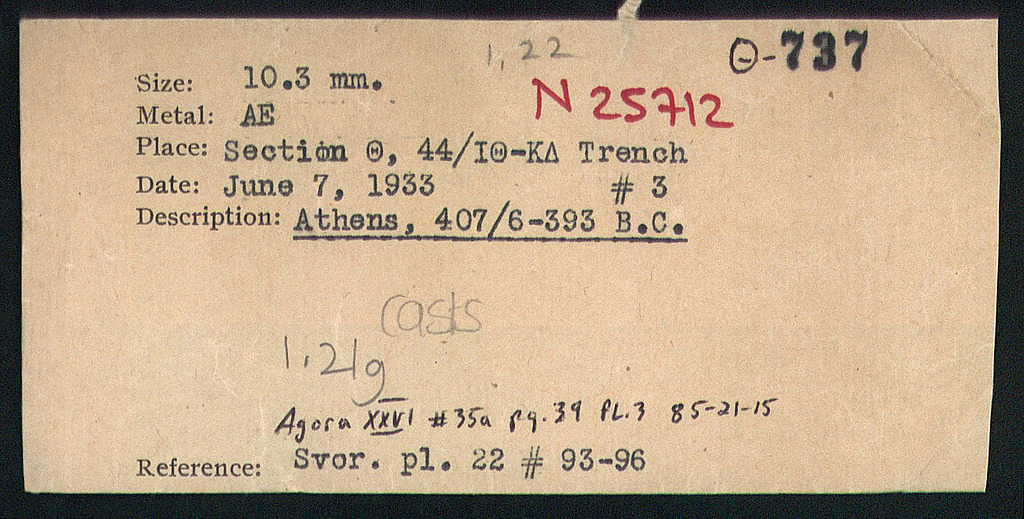 1,22
Θ-737
Size: 10.3 mm.
N 25712
Metal: AE
Place: Section Θ, 44/ΙΘ-ΚΔ Trench
Date: June 7, 1933 # 3
Description: Athens, 407/6-393 B.C.
casts
1.21g
Agora XXVI #35a pg.39 PL.3 85-21-15
Reference: Svor. pl. 22 # 93-96